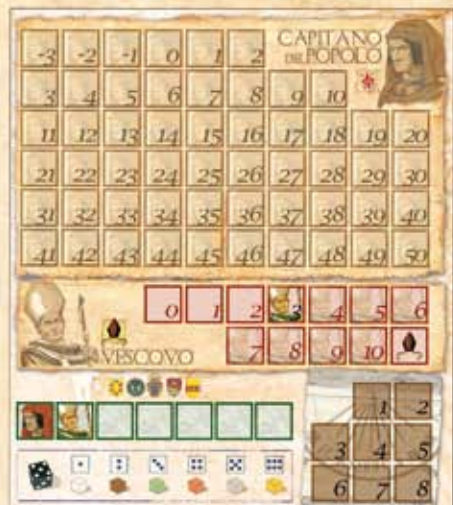 CAPITANO
DEL POPOLO
-3 -2 -1 0 1 2
3 4 5 6 7 8 9 10
11 12 13 14 15 16 17 18 19 20
21 22 23 24 25 26 27 28 29 30
31 32 33 34 35 36 37 38 39 40
41 42 43 44 45 46 47 48 49 50
0 1 2 3 4 5 6
VESCOVO
7 8 9 10
1 2
3 4 5
6 7 8